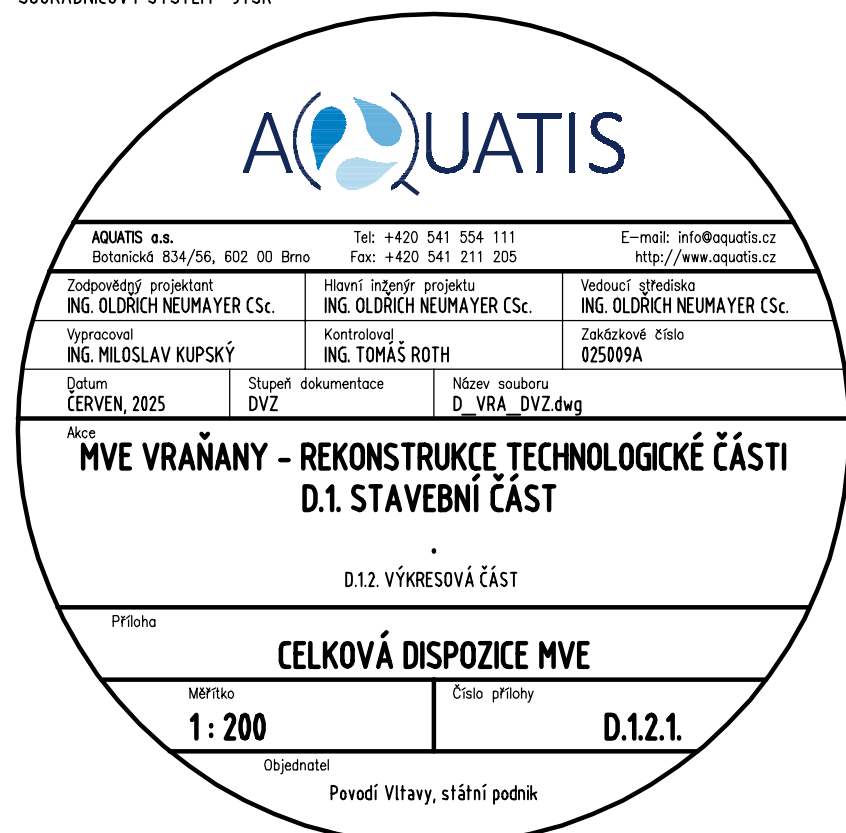 AQUATIS
AQUATIS a.s. Tel: +420 541 554 111 E-mail: info@aquatis.cz
Botanická 834/56, 602 00 Brno Fax: +420 541 211 205 http://www.aquatis.cz
Zodpovědný projektant Hlavní inženýr projektu Vedoucí střediska
ING. OLDŘICH NEUMAYER CSc. ING. OLDŘICH NEUMAYER CSc. ING. OLDŘICH NEUMAYER CSc.
Vypracoval Kontroloval Zakázkové číslo
ING. MILOSLAV KUPSKÝ ING. TOMÁŠ ROTH 025009A
Datum Stupeň dokumentace Název souboru
ČERVEN, 2025 DVZ D_VRA_DVZ.dwg
Akce
MVE VRAŇANY - REKONSTRUKCE TECHNOLOGICKÉ ČÁSTI
D.1. STAVEBNÍ ČÁST
.
D.1.2. VÝKRESOVÁ ČÁST
Příloha
CELKOVÁ DISPOZICE MVE
Měřítko Číslo přílohy
1 : 200 D.1.2.1.
Objednatel
Povodí Vltavy, státní podnik